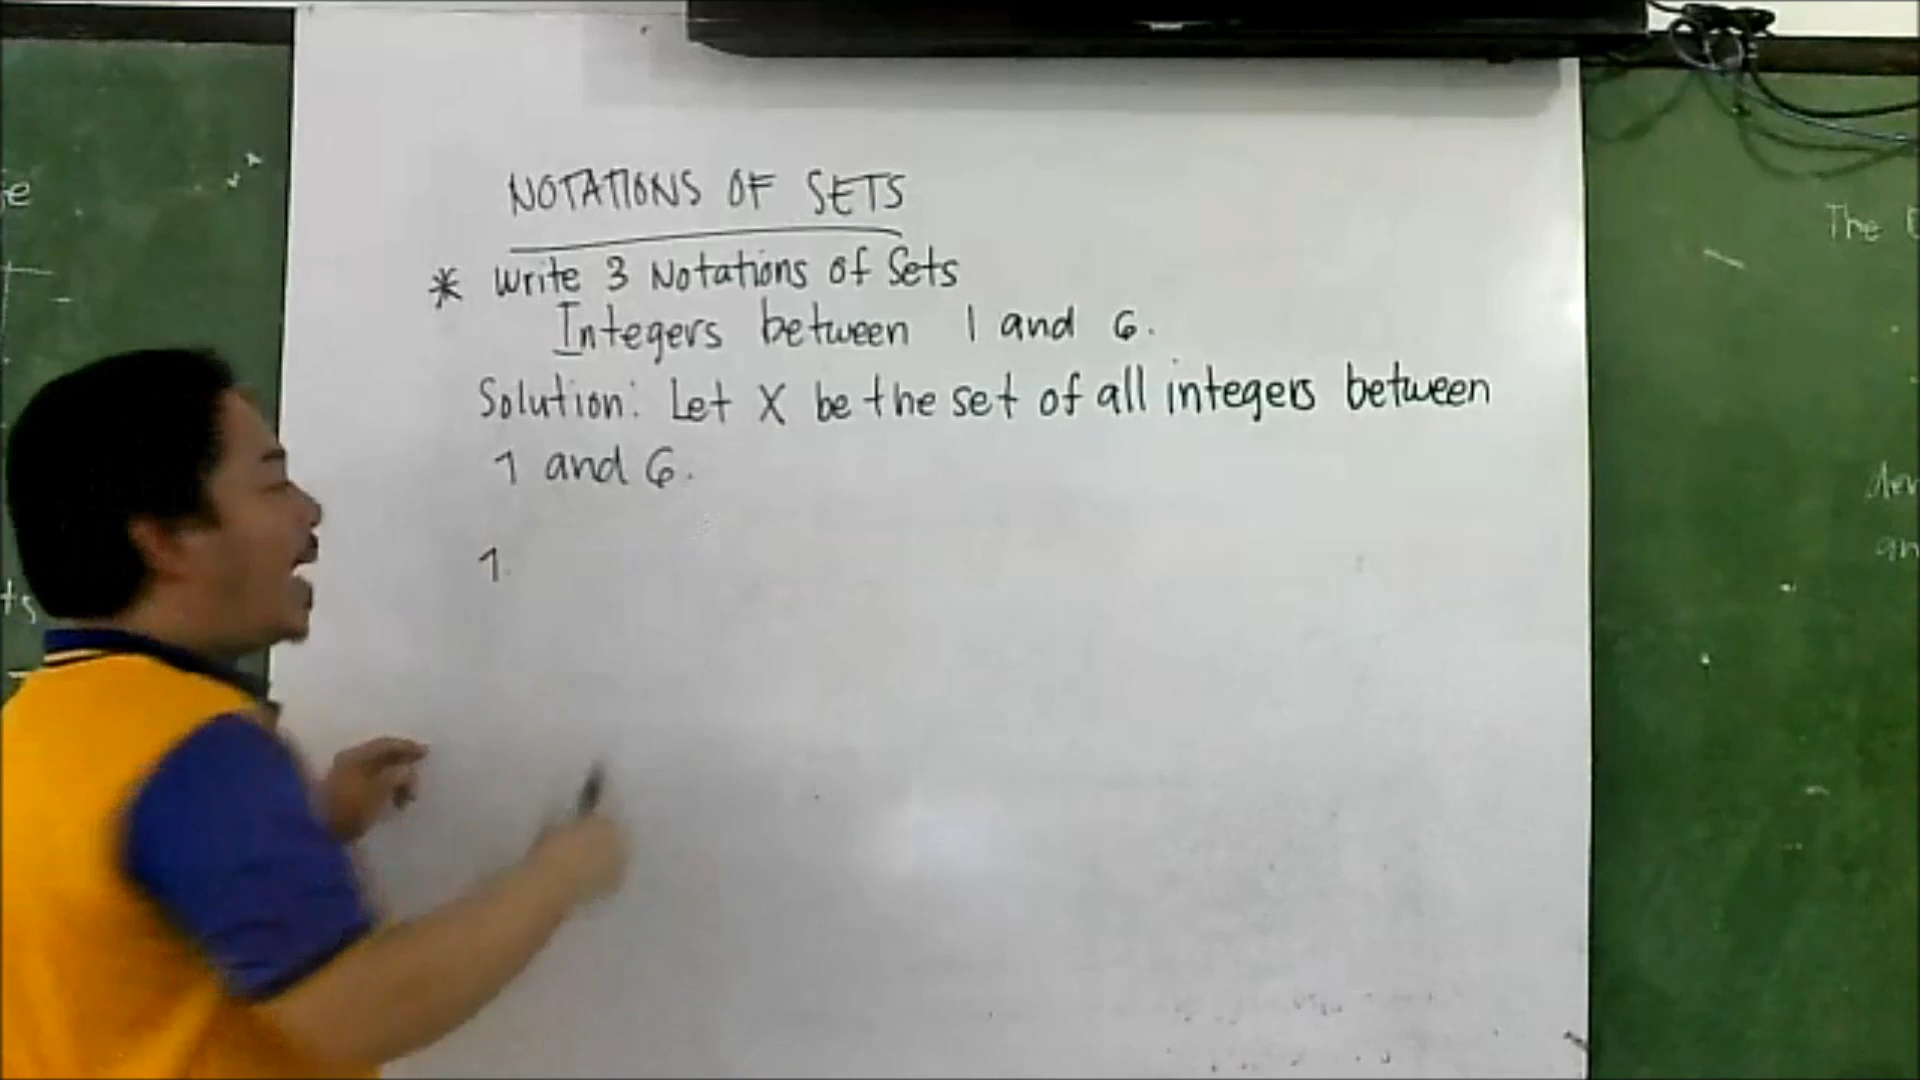 NOTATIONS OF SETS
* Write 3 Notations of Sets
Integers between 1 and 6.
Solution: Let X be the set of all integers between
1 and 6.
1.
The